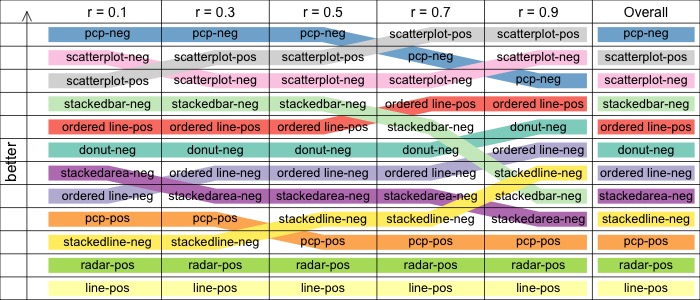 r = 0.1 r = 0.3 r = 0.5 r = 0.7 r = 0.9 Overall
pcp-neg pcp-neg pcp-neg scatterplot-pos scatterplot-pos pcp-neg
scatterplot-neg scatterplot-pos scatterplot-pos pcp-neg scatterplot-neg scatterplot-pos
scatterplot-pos scatterplot-neg scatterplot-neg scatterplot-neg pcp-neg scatterplot-neg
stackedbar-neg stackedbar-neg stackedbar-neg ordered line-pos ordered line-pos stackedbar-neg
ordered line-pos ordered line-pos ordered line-pos stackedbar-neg donut-neg ordered line-pos
donut-neg donut-neg donut-neg donut-neg ordered line-neg donut-neg
stackedarea-neg ordered line-neg ordered line-neg ordered line-neg stackedline-neg ordered line-neg
ordered line-neg stackedarea-neg stackedarea-neg stackedarea-neg stackedbar-neg stackedarea-neg
pcp-pos pcp-pos stackedline-neg stackedline-neg stackedarea-neg stackedline-neg
stackedline-neg stackedline-neg pcp-pos pcp-pos pcp-pos pcp-pos
radar-pos radar-pos radar-pos radar-pos radar-pos radar-pos
line-pos line-pos line-pos line-pos line-pos line-pos
better